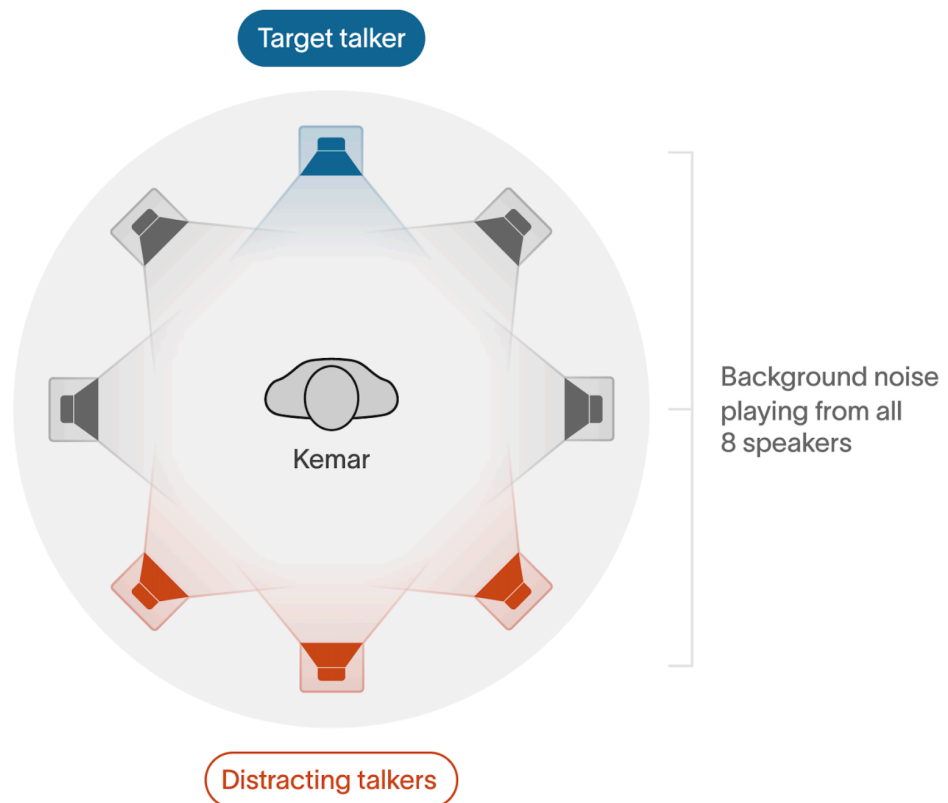 Target talker
Kemar
Background noise
playing from all
8 speakers
Distracting talkers